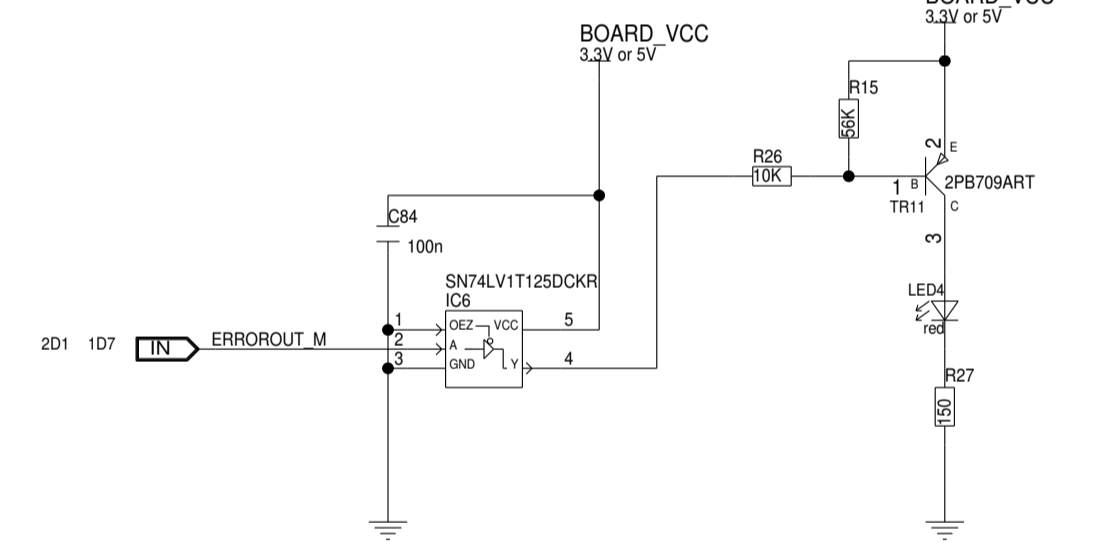 BOARD_VCC
3.3V or 5V
BOARD_VCC
3.3V or 5V
R15
56K
2
E
R26
10K
1
B
2PB709ART
TR11
C
3
C84
100n
SN74LV1T125DCKR
IC6
1
OEZ
VCC
5
2D1
1D7
IN
ERROROUT_M
2
A
3
GND
Y
4
LED4
red
R27
150